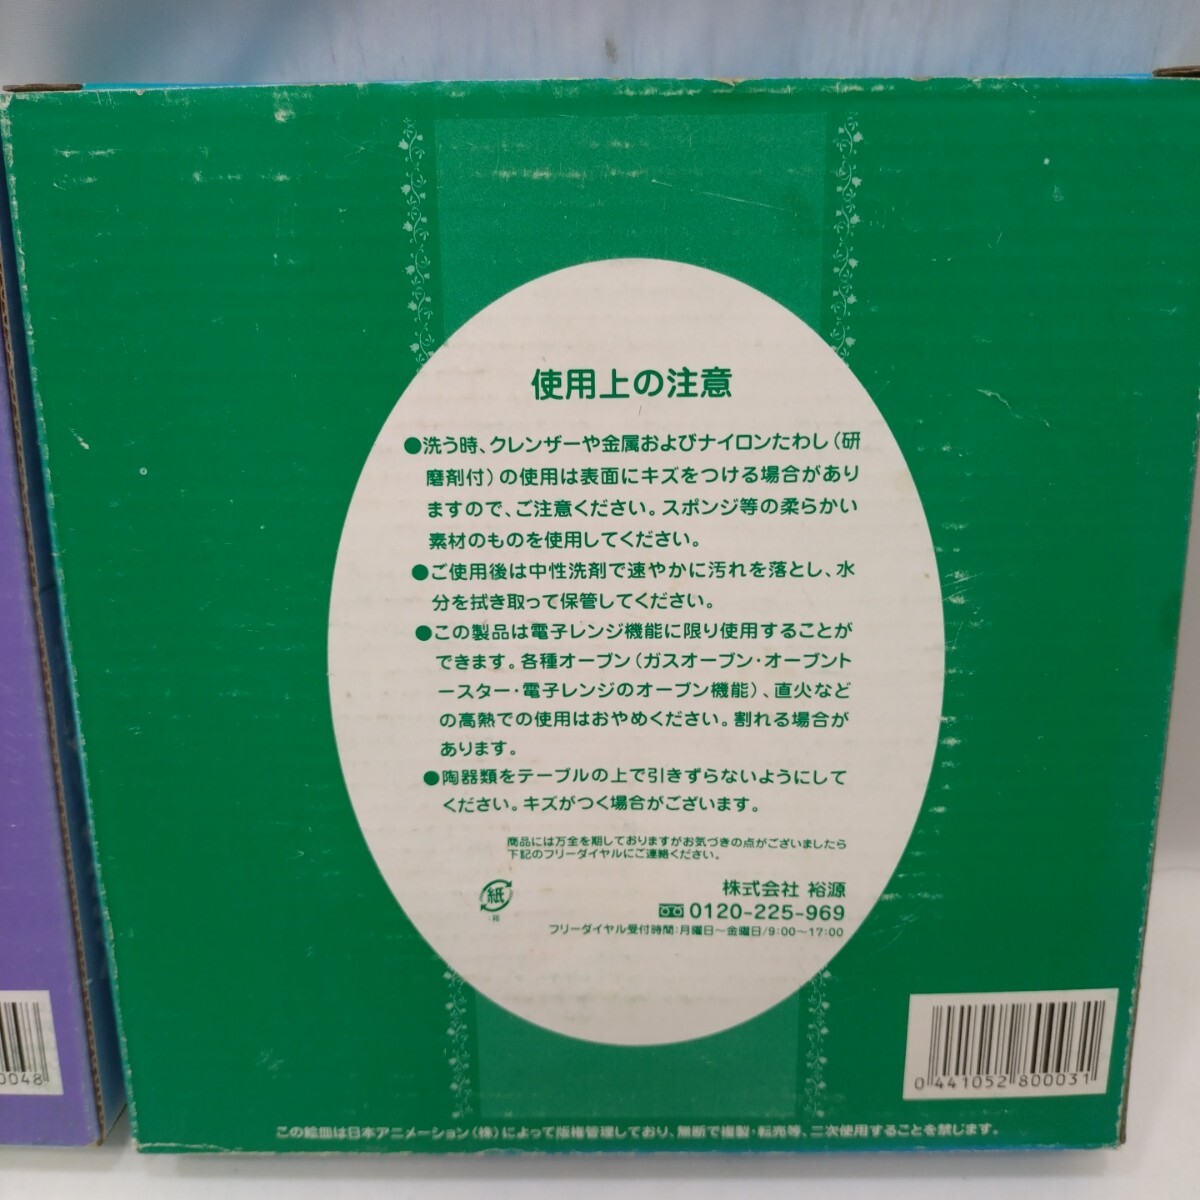 使用上の注意
●洗う時、クレンザーや金属およびナイロンたわし(研
磨剤付)の使用は表面にキズをつける場合があり
ますので、ご注意ください。スポンジ等の柔らかい
素材のものを使用してください。
●ご使用後は中性洗剤で速やかに汚れを落とし、水
分を拭き取って保管してください。
●この製品は電子レンジ機能に限り使用することが
できます。各種オーブン(ガスオーブン・オーブント
ースター・電子レンジのオーブン機能)、直火など
の高熱での使用はおやめください。割れる場合が
あります。
●陶器類をテーブルの上で引きずらないようにして
ください。キズがつく場合がございます。
商品には万全を期しておりますがお気づきの点がございましたら
下記のフリーダイヤルにご連絡ください。
紙
:箱
株式会社 裕源
0120-225-969
フリーダイヤル受付時間:月曜日〜金曜日/9:00〜17:00
0048
0 441052 800031
この絵皿は日本アニメーション(株)によって版権管理しており、無断で複製・転売等、二次使用することを禁じます。